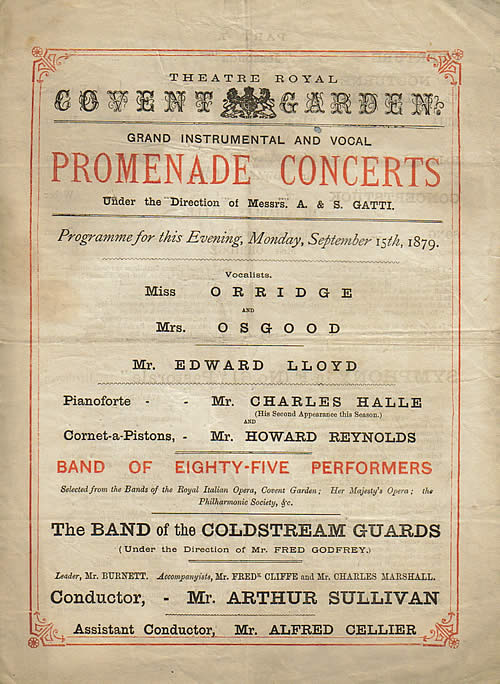 THEATRE ROYAL
COVENT GARDEN.
GRAND INSTRUMENTAL AND VOCAL
PROMENADE CONCERTS
Under the Direction of Messrs. A. & S. GATTI.
Programme for this Evening, Monday, September 15th, 1879.
Vocalists.
Miss ORRIDGE
AND
Mrs. OSGOOD
Mr. EDWARD LLOYD
Pianoforte - - Mr. CHARLES HALLE
(His Second Appearance this Season.)
AND
Cornet-a-Pistons, - Mr. HOWARD REYNOLDS
BAND OF EIGHTY-FIVE PERFORMERS
Selected from the Bands of the Royal Italian Opera, Covent Garden; Her Majesty's Opera; the
Philharmonic Society, &c.
The BAND of the COLDSTREAM GUARDS
(Under the Direction of Mr. FRED GODFREY.)
Leader, Mr. BURNETT. Accompanyists, Mr. FREDK CLIFFE and Mr. CHARLES MARSHALL.
Conductor, - Mr. ARTHUR SULLIVAN
Assistant Conductor, Mr. ALFRED CELLIER